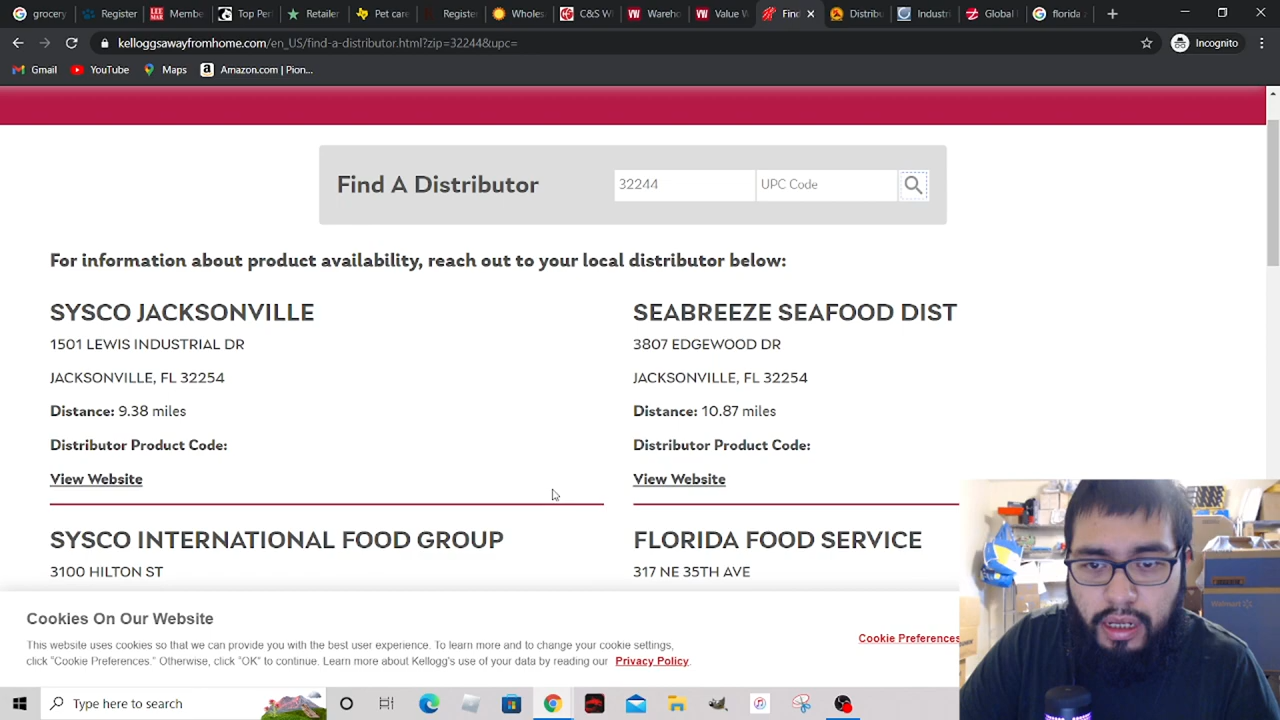 grocery
Register
Membe
Top Per
Retailer
Pet care
Registe
Wholes
C&S W
Wareho
Value W
Find
Distribu
Industri
Global
florida
kelloggsawayfromhome.com/en_US/find-a-distributor.html?zip=32244&upc=
Incognito
Gmail
YouTube
Maps
Amazon.com | Pion...
Find A Distributor
32244
UPC Code
For information about product availability, reach out to your local distributor below:
SYSCO JACKSONVILLE
1501 LEWIS INDUSTRIAL DR
JACKSONVILLE, FL 32254
Distance: 9.38 miles
Distributor Product Code:
View Website
SEABREEZE SEAFOOD DIST
3807 EDGEWOOD DR
JACKSONVILLE, FL 32254
Distance: 10.87 miles
Distributor Product Code:
View Website
SYSCO INTERNATIONAL FOOD GROUP
3100 HILTON ST
FLORIDA FOOD SERVICE
317 NE 35TH AVE
Cookies On Our Website
This website uses cookies so that we can provide you with the best user experience. To learn more and to change your cookie settings,
click "Cookie Preferences." Otherwise, click "OK" to continue. Learn more about Kellogg's use of your data by reading our Privacy Policy.
Cookie Preferences
Type here to search
Walmart